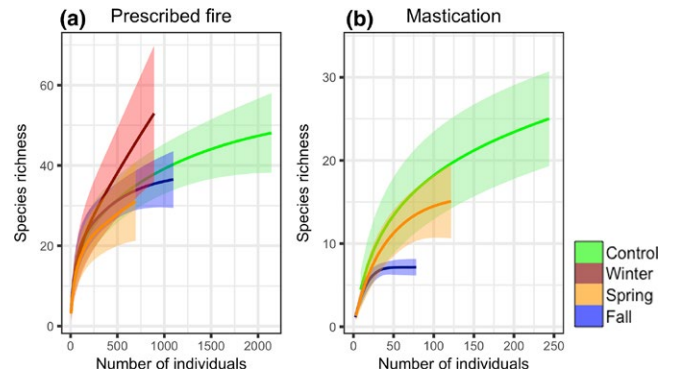 (a) Prescribed fire
Species richness
60
40
20
0
0 500 1000 1500 2000
Number of individuals
(b) Mastication
Species richness
30
20
10
0
0 50 100 150 200 250
Number of individuals
Control
Winter
Spring
Fall